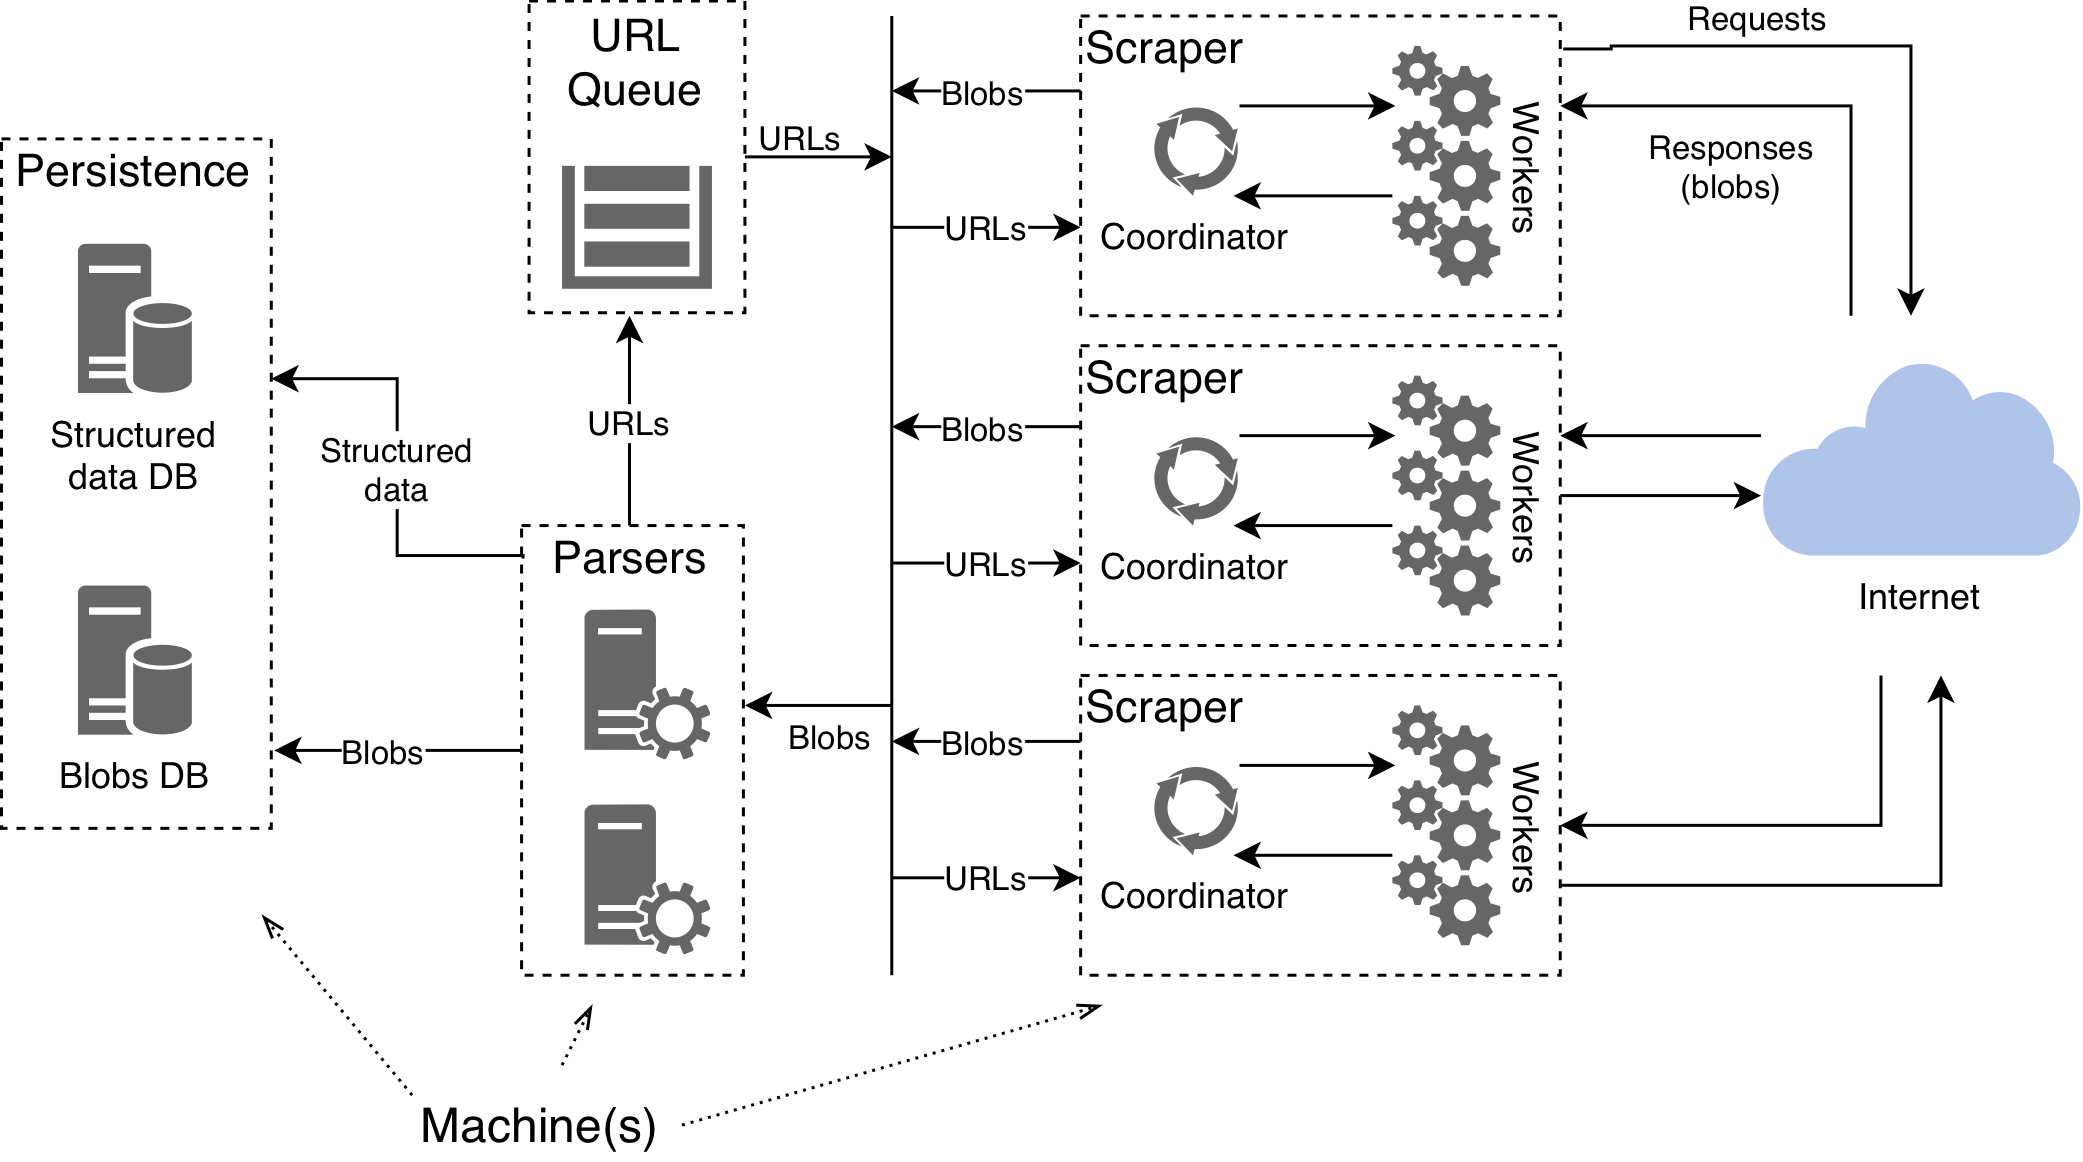 Persistence
Structured
data DB
Blobs DB
Structured
data
Blobs
URL
Queue
URLs
URLs
Parsers
Blobs
Blobs
URLs
Blobs
URLs
Blobs
URLs
Scraper
Coordinator
Workers
Scraper
Coordinator
Workers
Scraper
Coordinator
Workers
Requests
Responses
(blobs)
Internet
Machine(s)